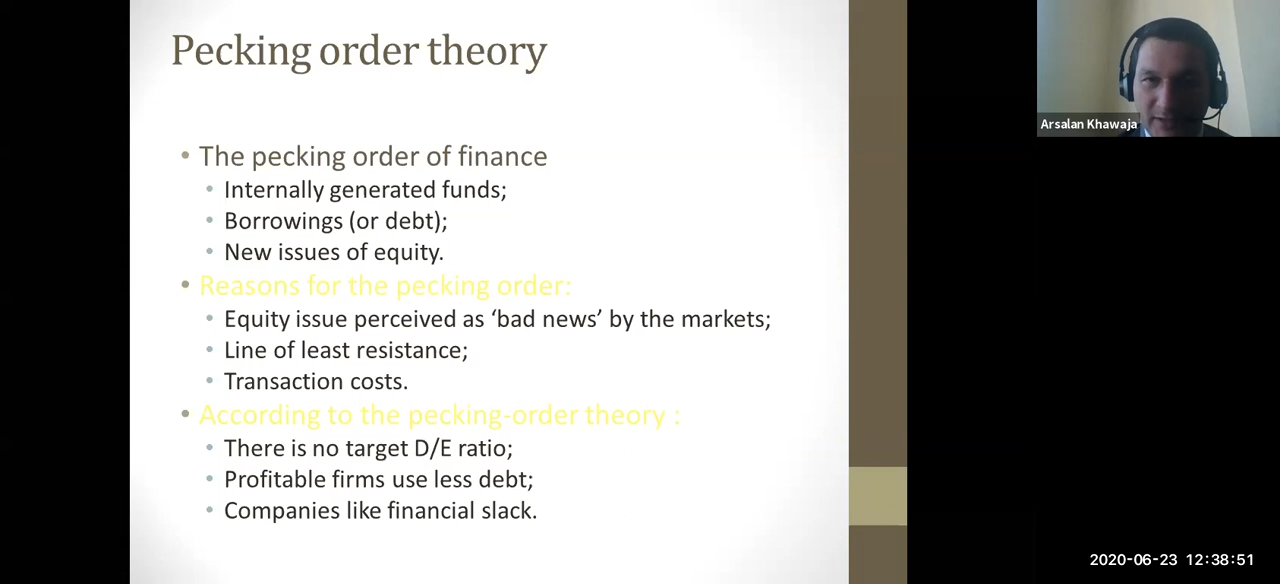 Pecking order theory
• The pecking order of finance
• Internally generated funds;
• Borrowings (or debt);
• New issues of equity.
• Reasons for the pecking order:
• Equity issue perceived as ‘bad news’ by the markets;
• Line of least resistance;
• Transaction costs.
• According to the pecking-order theory :
• There is no target D/E ratio;
• Profitable firms use less debt;
• Companies like financial slack.
Arsalan Khawaja
2020-06-23 12:38:51